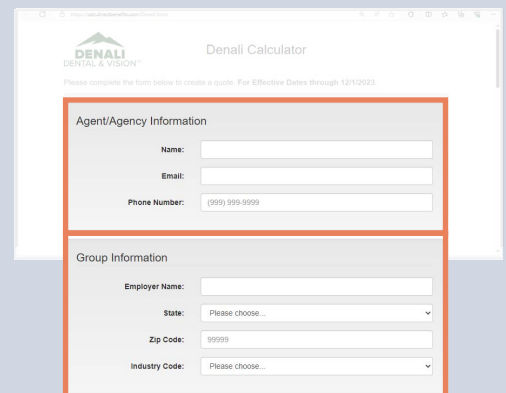 DENALI
DENTAL & VISION™
Denali Calculator
Please complete the form below to create a quote. For Effective Dates through 12/1/2023.
Agent/Agency Information
Name:
Email:
Phone Number: (999) 999-9999
Group Information
Employer Name:
State: Please choose...
Zip Code: 99999
Industry Code: Please choose...